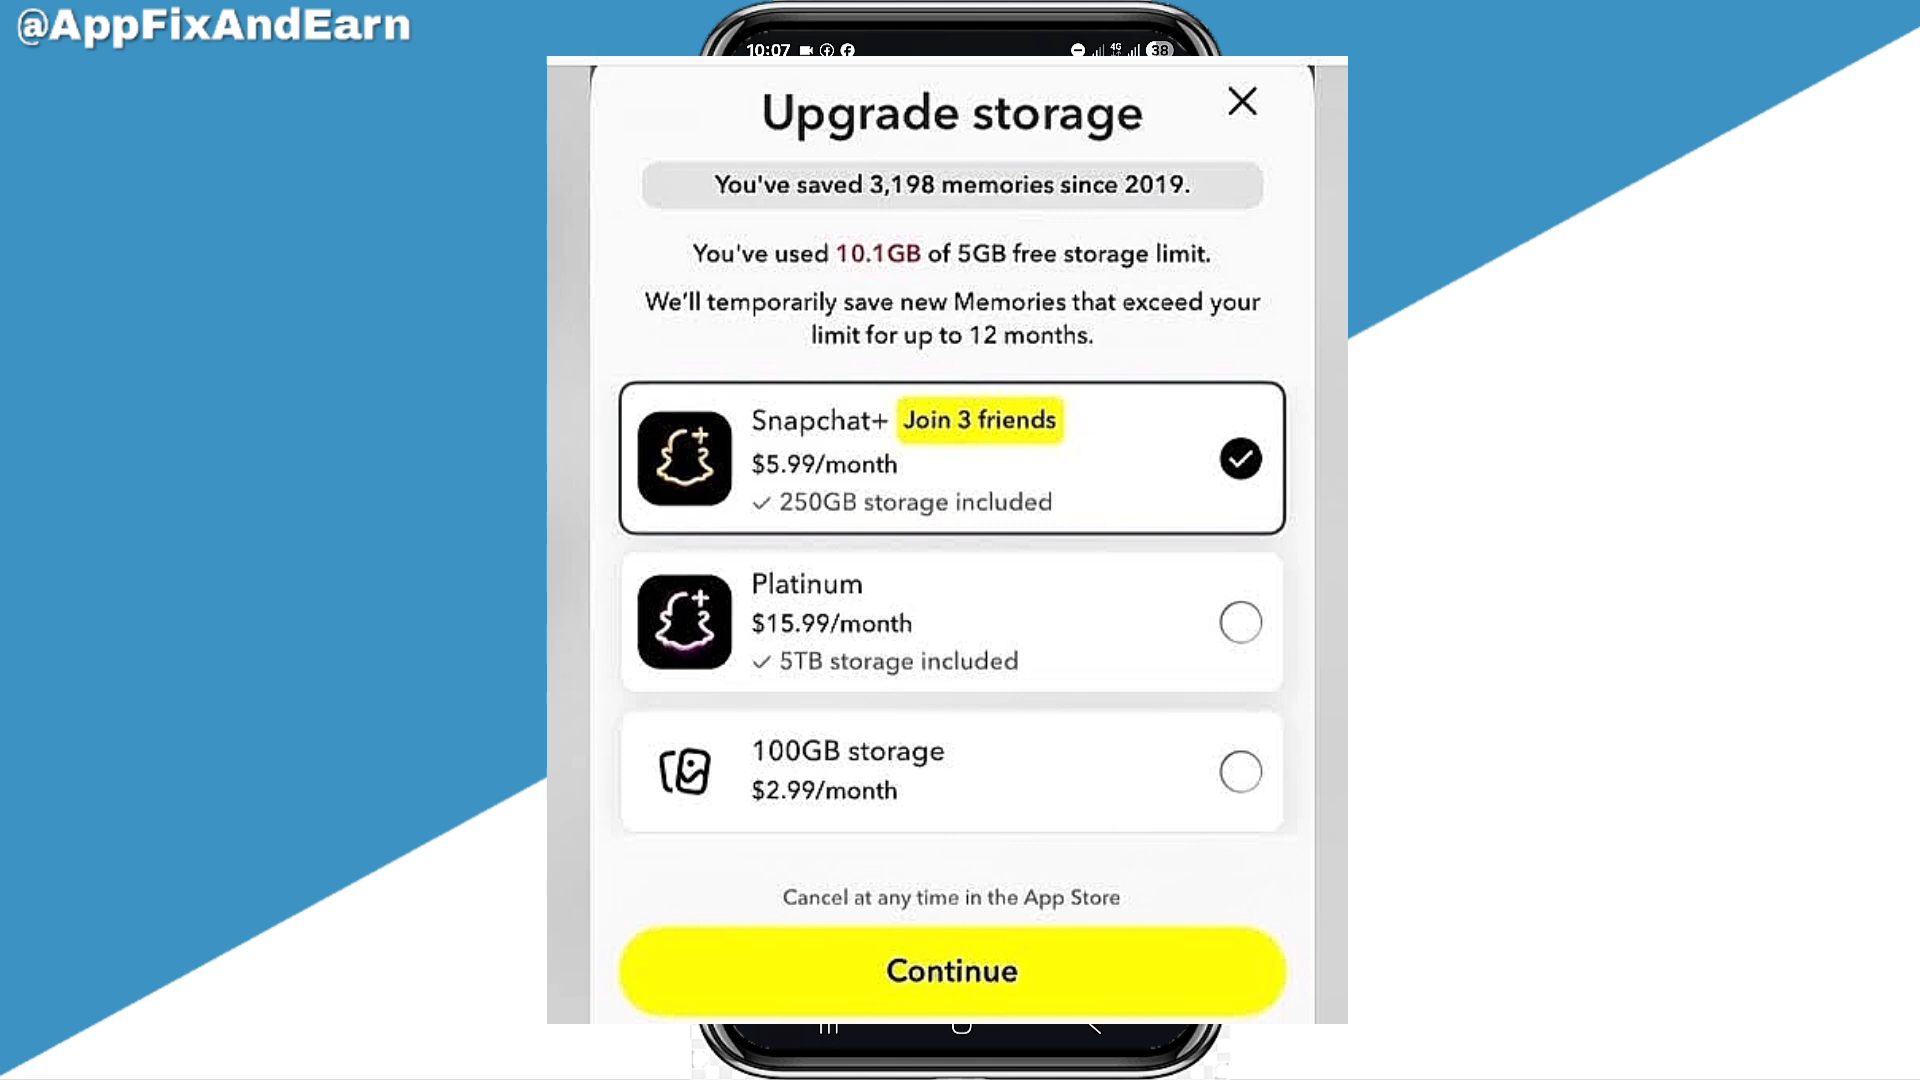 @AppFixAndEarn
10:07
4G
38
Upgrade storage
You've saved 3,198 memories since 2019.
You've used 10.1GB of 5GB free storage limit.
We'll temporarily save new Memories that exceed your
limit for up to 12 months.
Snapchat+ Join 3 friends
$5.99/month
✓ 250GB storage included
Platinum
$15.99/month
✓ 5TB storage included
100GB storage
$2.99/month
Cancel at any time in the App Store
Continue